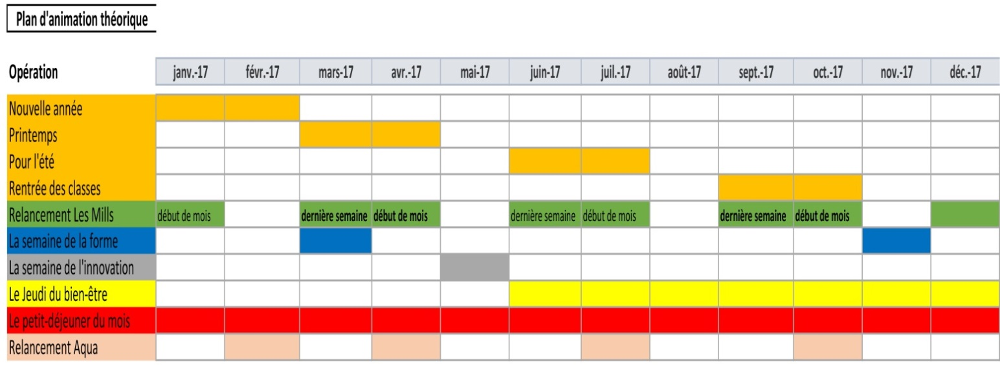 Plan d'animation théorique
Opération janv.-17 févr.-17 mars-17 avr.-17 mai-17 juin-17 juil.-17 août-17 sept.-17 oct.-17 nov.-17 déc.-17
Nouvelle année
Printemps
Pour l'été
Rentrée des classes
Relancement Les Mills début de mois dernière semaine début de mois dernière semaine début de mois dernière semaine début de mois
La semaine de la forme
La semaine de l'innovation
Le Jeudi du bien-être
Le petit-déjeuner du mois
Relancement Aqua